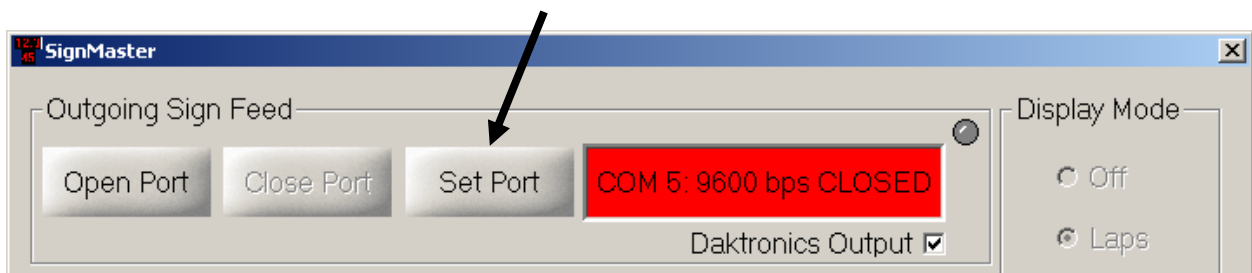 SignMaster
Outgoing Sign Feed
Display Mode
Open Port
Close Port
Set Port
COM 5: 9600 bps CLOSED
Off
Daktronics Output
Laps